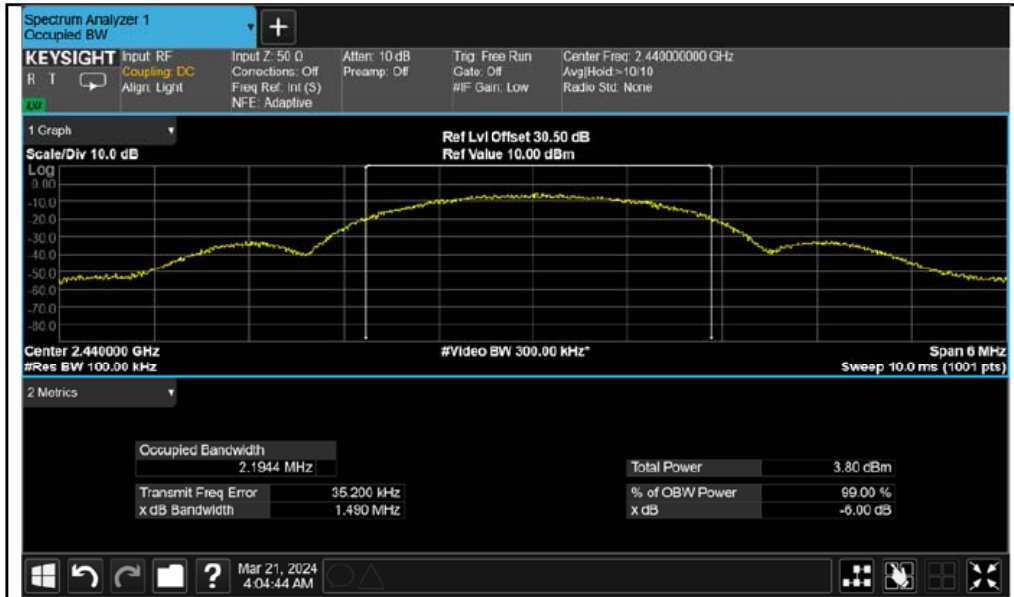 Spectrum Analyzer 1
Occupied BW
+
KEYSIGHT
R T
LXI
Input: RF
Coupling: DC
Align: Light
Input Z: 50 Ω
Corrections: Off
Freq Ref: Int (S)
NFE: Adaptive
Atten: 10 dB
Preamp: Off
Trig: Free Run
Gate: Off
#IF Gain: Low
Center Freq: 2.440000000 GHz
Avg|Hold:>10/10
Radio Std: None
1 Graph
Scale/Div 10.0 dB
Ref Lvl Offset 30.50 dB
Ref Value 10.00 dBm
Log
0.00
-10.0
-20.0
-30.0
-40.0
-50.0
-60.0
-70.0
-80.0
Center 2.440000 GHz
#Res BW 100.00 kHz
#Video BW 300.00 kHz*
Span 6 MHz
Sweep 10.0 ms (1001 pts)
2 Metrics
Occupied Bandwidth
2.1944 MHz
Transmit Freq Error 35.200 kHz
x dB Bandwidth 1.490 MHz
Total Power 3.80 dBm
% of OBW Power 99.00 %
x dB -6.00 dB
?
Mar 21, 2024
4:04:44 AM